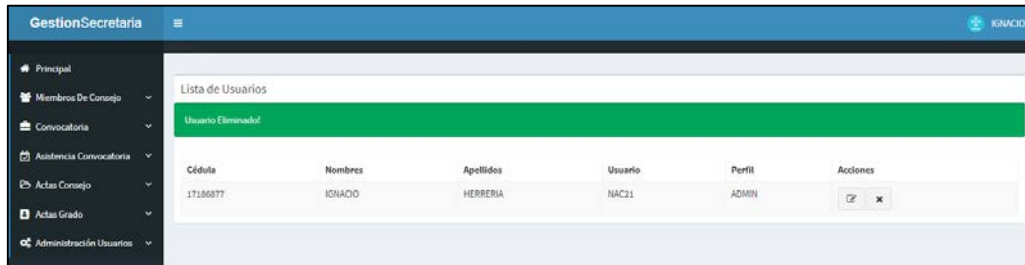 GestionSecretaria
IGNACIO
Principal
Miembros De Consejo
Convocatoria
Asistencia Convocatoria
Actas Consejo
Actas Grado
Administración Usuarios
Lista de Usuarios
Usuario Eliminado!
Cédula Nombres Apellidos Usuario Perfil Acciones
17186877 IGNACIO HERRERIA NAC21 ADMIN